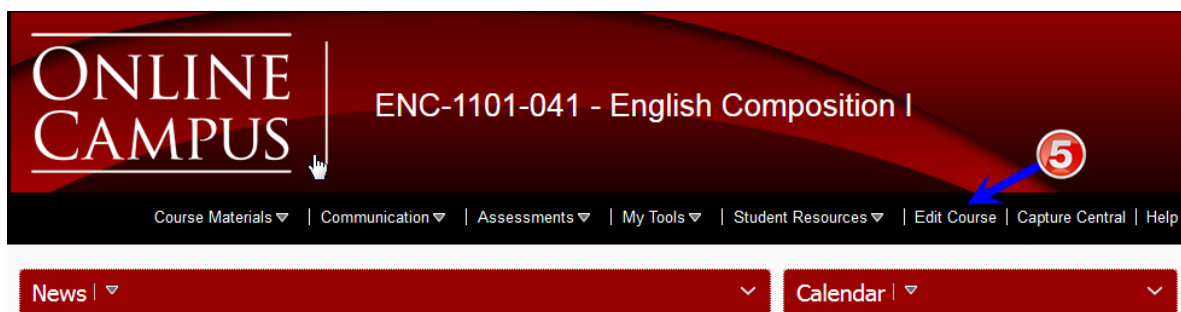 ONLINE
CAMPUS
ENC-1101-041 - English Composition I
5
Course Materials | Communication | Assessments | My Tools | Student Resources | Edit Course | Capture Central | Help
News |
Calendar |